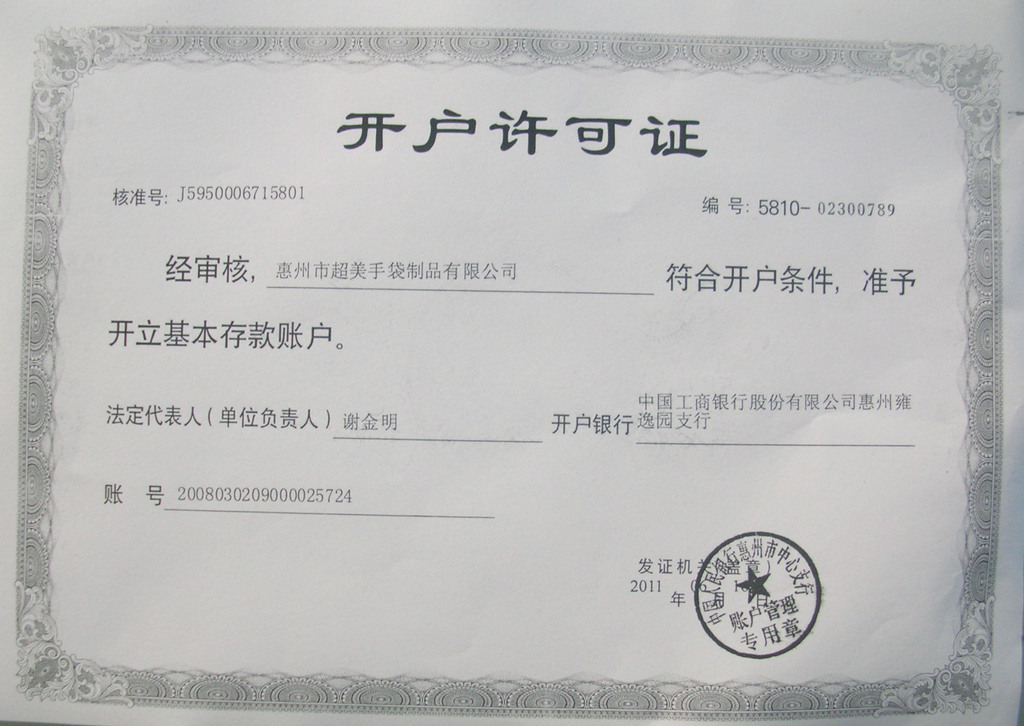 开户许可证
核准号: J5950006715801
编 号: 5810- 02300789
经审核, 惠州市超美手袋制品有限公司 符合开户条件, 准予
开立基本存款账户。
法定代表人(单位负责人) 谢金明
开户银行 中国工商银行股份有限公司惠州雍
逸园支行
账 号 2008030209000025724
发证机关(盖章)
2011 年 日
中国人民银行惠州市中心支行
账户管理
专用章